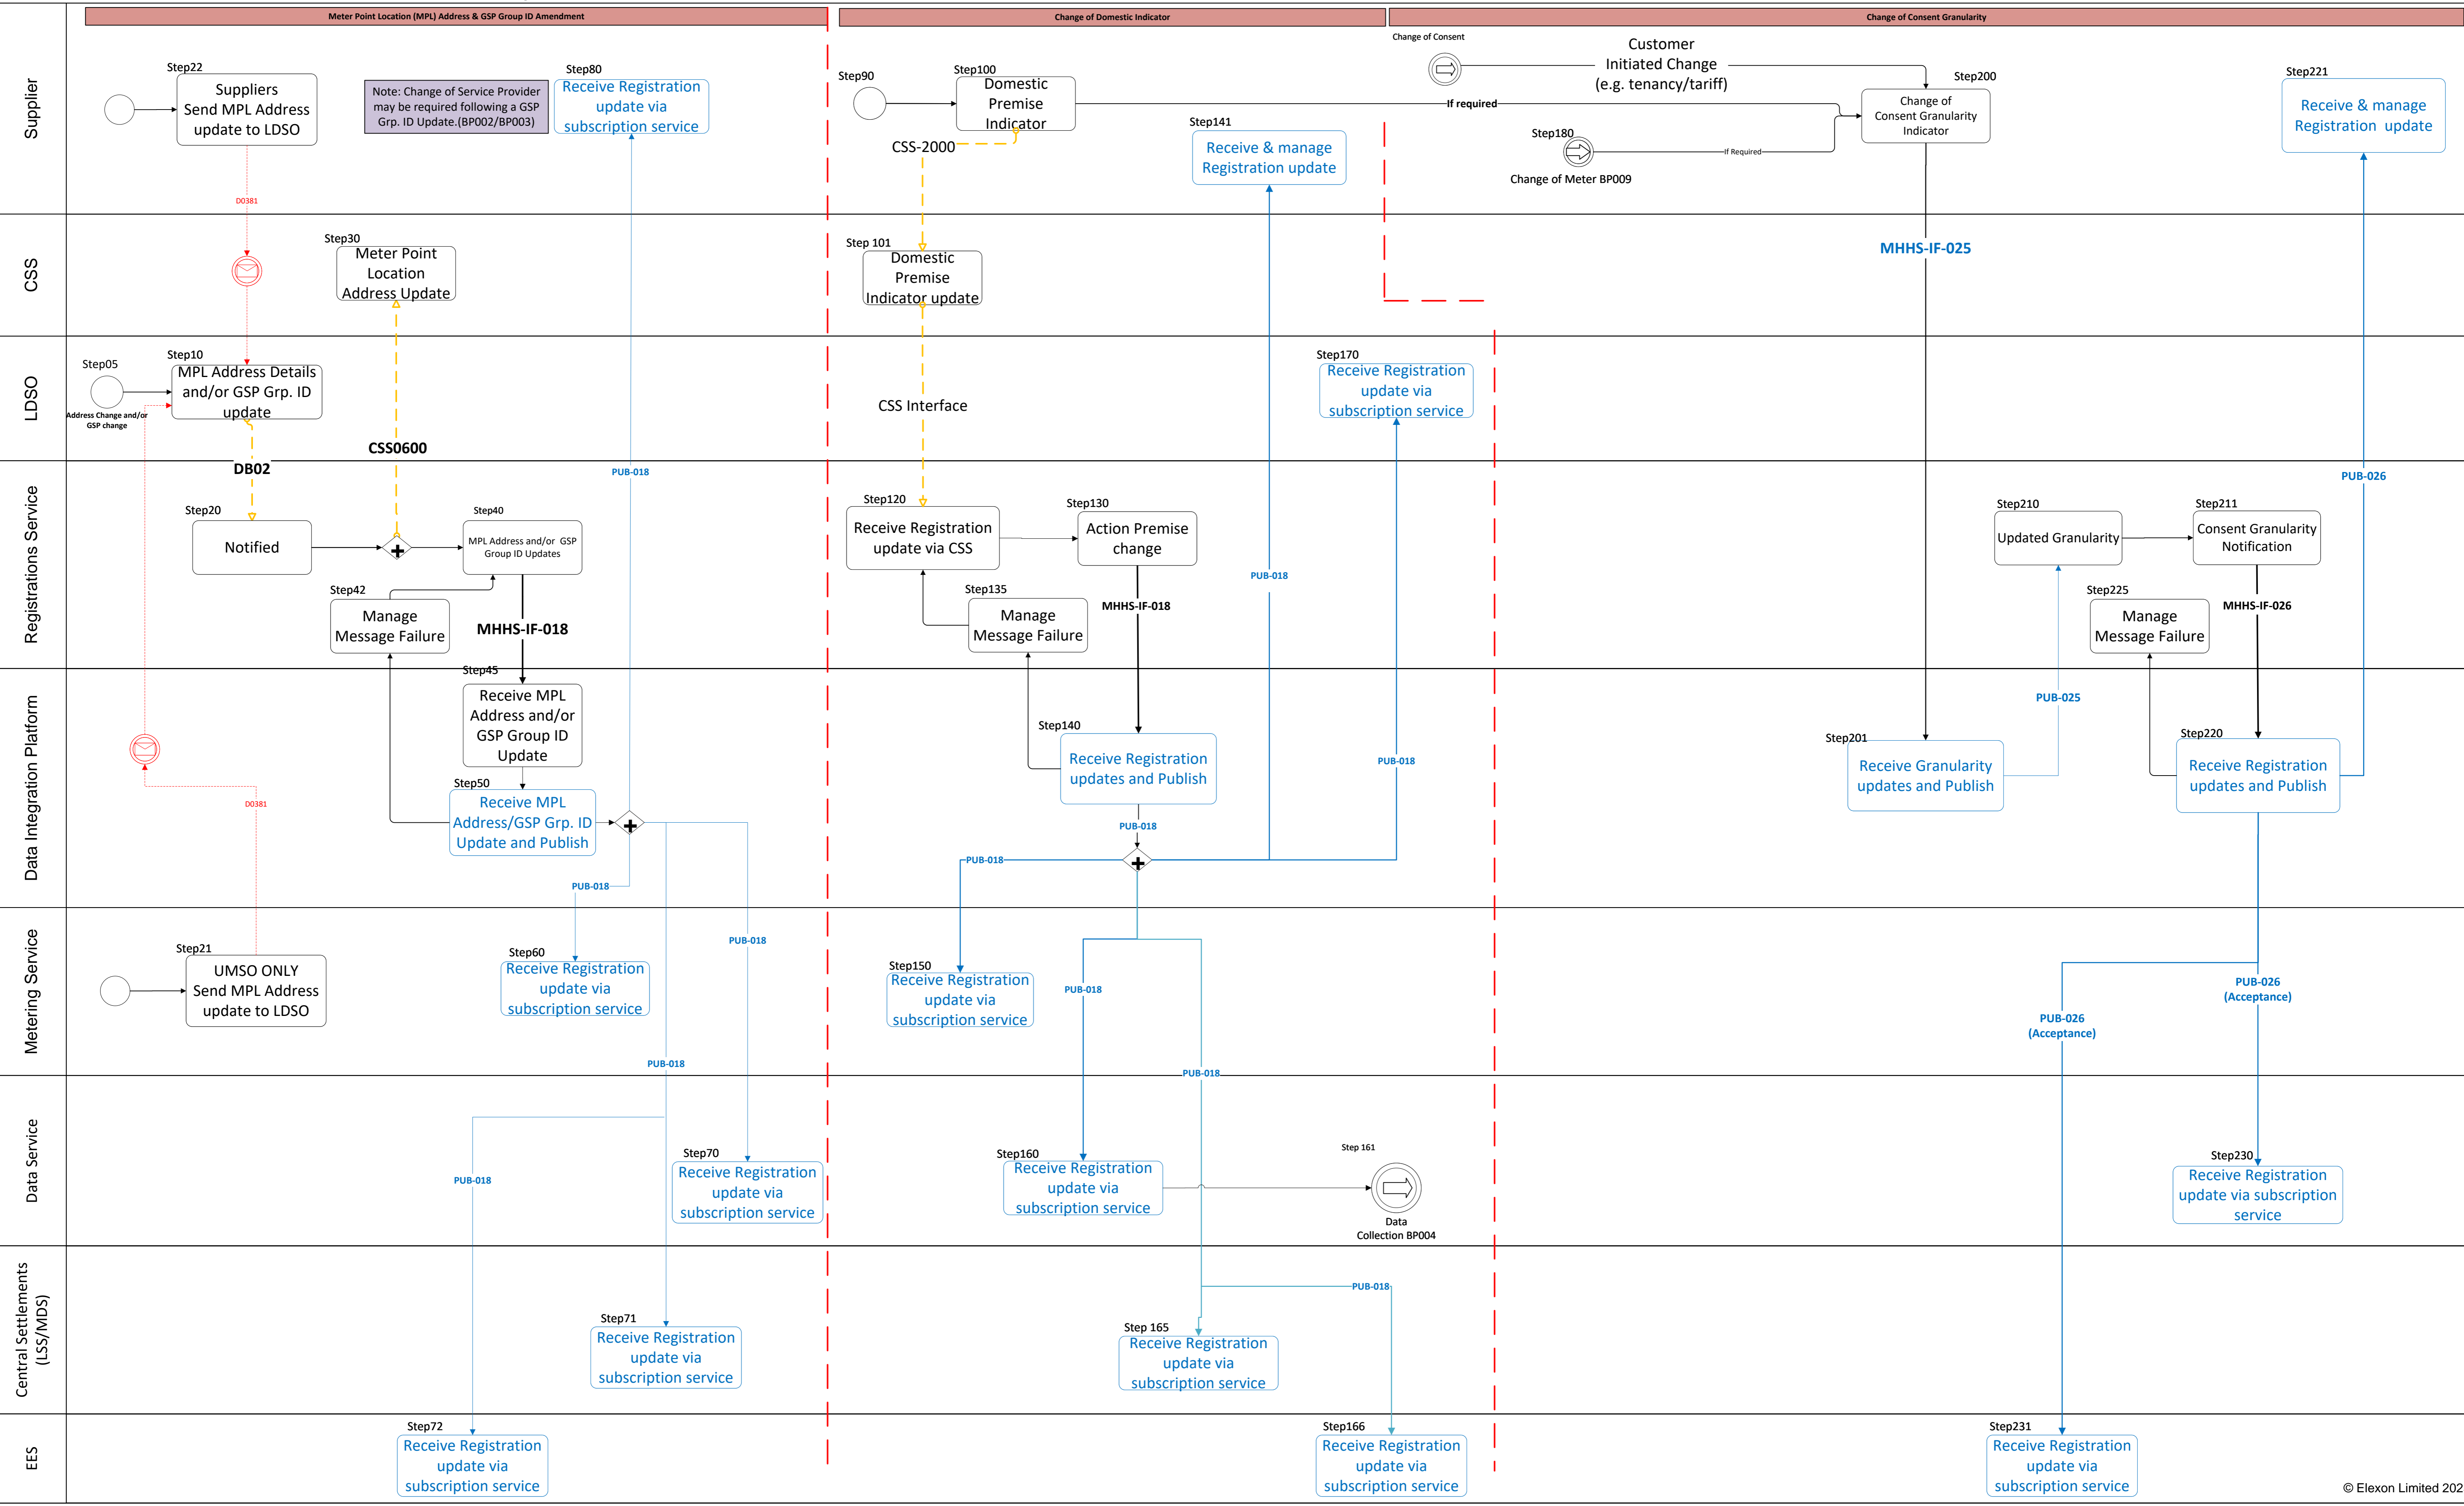 Meter Point Location (MPL) Address & GSP Group ID Amendment
Change of Domestic Indicator
Change of Consent Granularity
Supplier
Step22
Suppliers
Send MPL Address
update to LDSO
Note: Change of Service Provider
may be required following a GSP
Grp. ID Update.(BP002/BP003)
Step80
Receive Registration
update via
subscription service
D0381
Step90
Step100
Domestic
Premise
Indicator
CSS-2000
Step141
Receive & manage
Registration update
Change of Consent
Customer
Initiated Change
(e.g. tenancy/tariff)
If required
Step180
If Required
Change of Meter BP009
Step200
Change of
Consent Granularity
Indicator
Step221
Receive & manage
Registration update
CSS
Step30
Meter Point
Location
Address Update
Step 101
Domestic
Premise
Indicator update
MHHS-IF-025
LDSO
Step05
Address Change and/or
GSP change
Step10
MPL Address Details
and/or GSP Grp. ID
update
CSS0600
CSS Interface
Step170
Receive Registration
update via
subscription service
Registrations Service
DB02
PUB-018
Step20
Notified
Step40
MPL Address and/or GSP
Group ID Updates
Step42
Manage
Message Failure
MHHS-IF-018
Step120
Receive Registration
update via CSS
Step130
Action Premise
change
Step135
Manage
Message Failure
MHHS-IF-018
PUB-018
PUB-026
Step210
Updated Granularity
Step211
Consent Granularity
Notification
Step225
Manage
Message Failure
MHHS-IF-026
Data Integration Platform
Step45
Receive MPL
Address and/or
GSP Group ID
Update
Step50
Receive MPL
Address/GSP Grp. ID
Update and Publish
D0381
PUB-018
Step140
Receive Registration
updates and Publish
PUB-018
PUB-018
PUB-018
PUB-025
Step201
Receive Granularity
updates and Publish
Step220
Receive Registration
updates and Publish
Metering Service
Step21
UMSO ONLY
Send MPL Address
update to LDSO
Step60
Receive Registration
update via
subscription service
PUB-018
PUB-018
Step150
Receive Registration
update via
subscription service
PUB-018
PUB-018
PUB-026
(Acceptance)
PUB-026
(Acceptance)
Data Service
PUB-018
Step70
Receive Registration
update via
subscription service
Step160
Receive Registration
update via
subscription service
Step 161
Data
Collection BP004
Step230
Receive Registration
update via subscription
service
Central Settlements
(LSS/MDS)
Step71
Receive Registration
update via
subscription service
Step 165
Receive Registration
update via
subscription service
PUB-018
EES
Step72
Receive Registration
update via
subscription service
Step166
Receive Registration
update via
subscription service
Step231
Receive Registration
update via
subscription service
© Elexon Limited 202